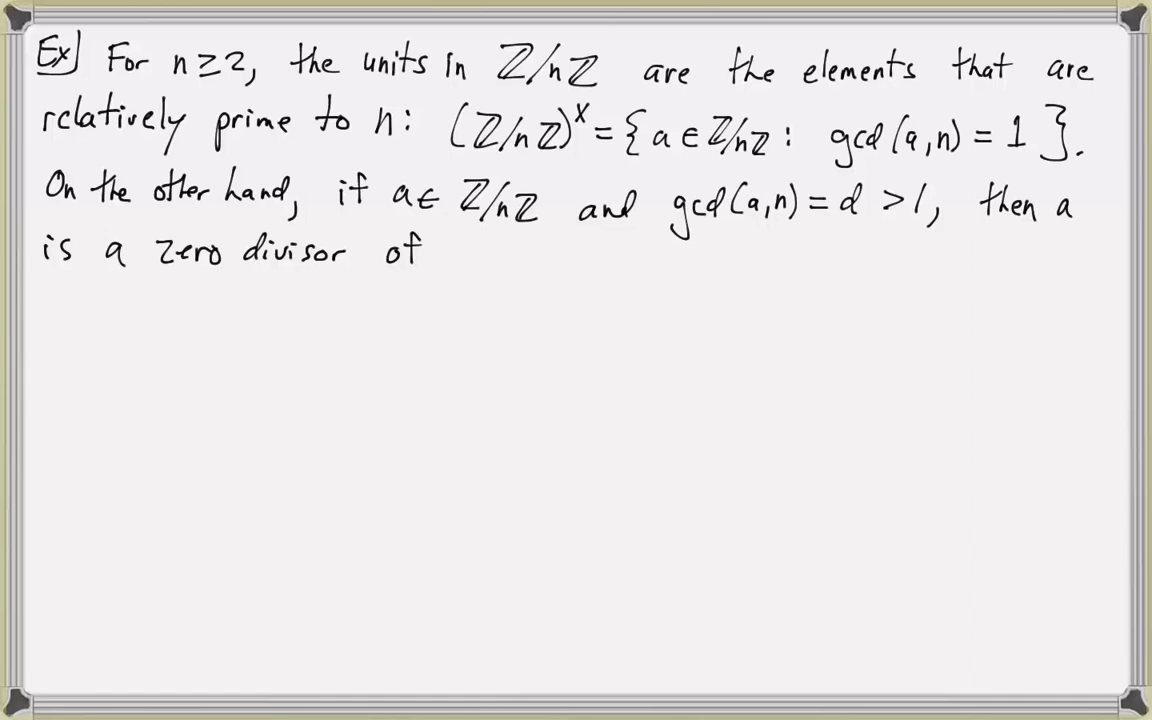 Ex) For n ≥ 2, the units in ℤ/nℤ are the elements that are
relatively prime to n: (ℤ/nℤ)^× = {a ∈ ℤ/nℤ : gcd(a,n) = 1}.
On the other hand, if a ∈ ℤ/nℤ and gcd(a,n) = d > 1, then a
is a zero divisor of